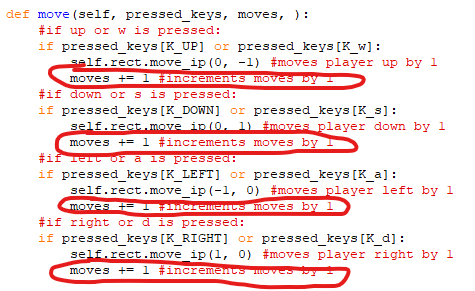 def move(self, pressed_keys, moves, ):
#if up or w is pressed:
if pressed_keys[K_UP] or pressed_keys[K_w]:
self.rect.move_ip(0, -1) #moves player up by 1
moves += 1 #increments moves by 1
#if down or s is pressed:
if pressed_keys[K_DOWN] or pressed_keys[K_s]:
self.rect.move_ip(0, 1) #moves player down by 1
moves += 1 #increments moves by 1
#if left or a is pressed:
if pressed_keys[K_LEFT] or pressed_keys[K_a]:
self.rect.move_ip(-1, 0) #moves player left by 1
moves += 1 #increments moves by 1
#if right or d is pressed:
if pressed_keys[K_RIGHT] or pressed_keys[K_d]:
self.rect.move_ip(1, 0) #moves player right by 1
moves += 1 #increments moves by 1